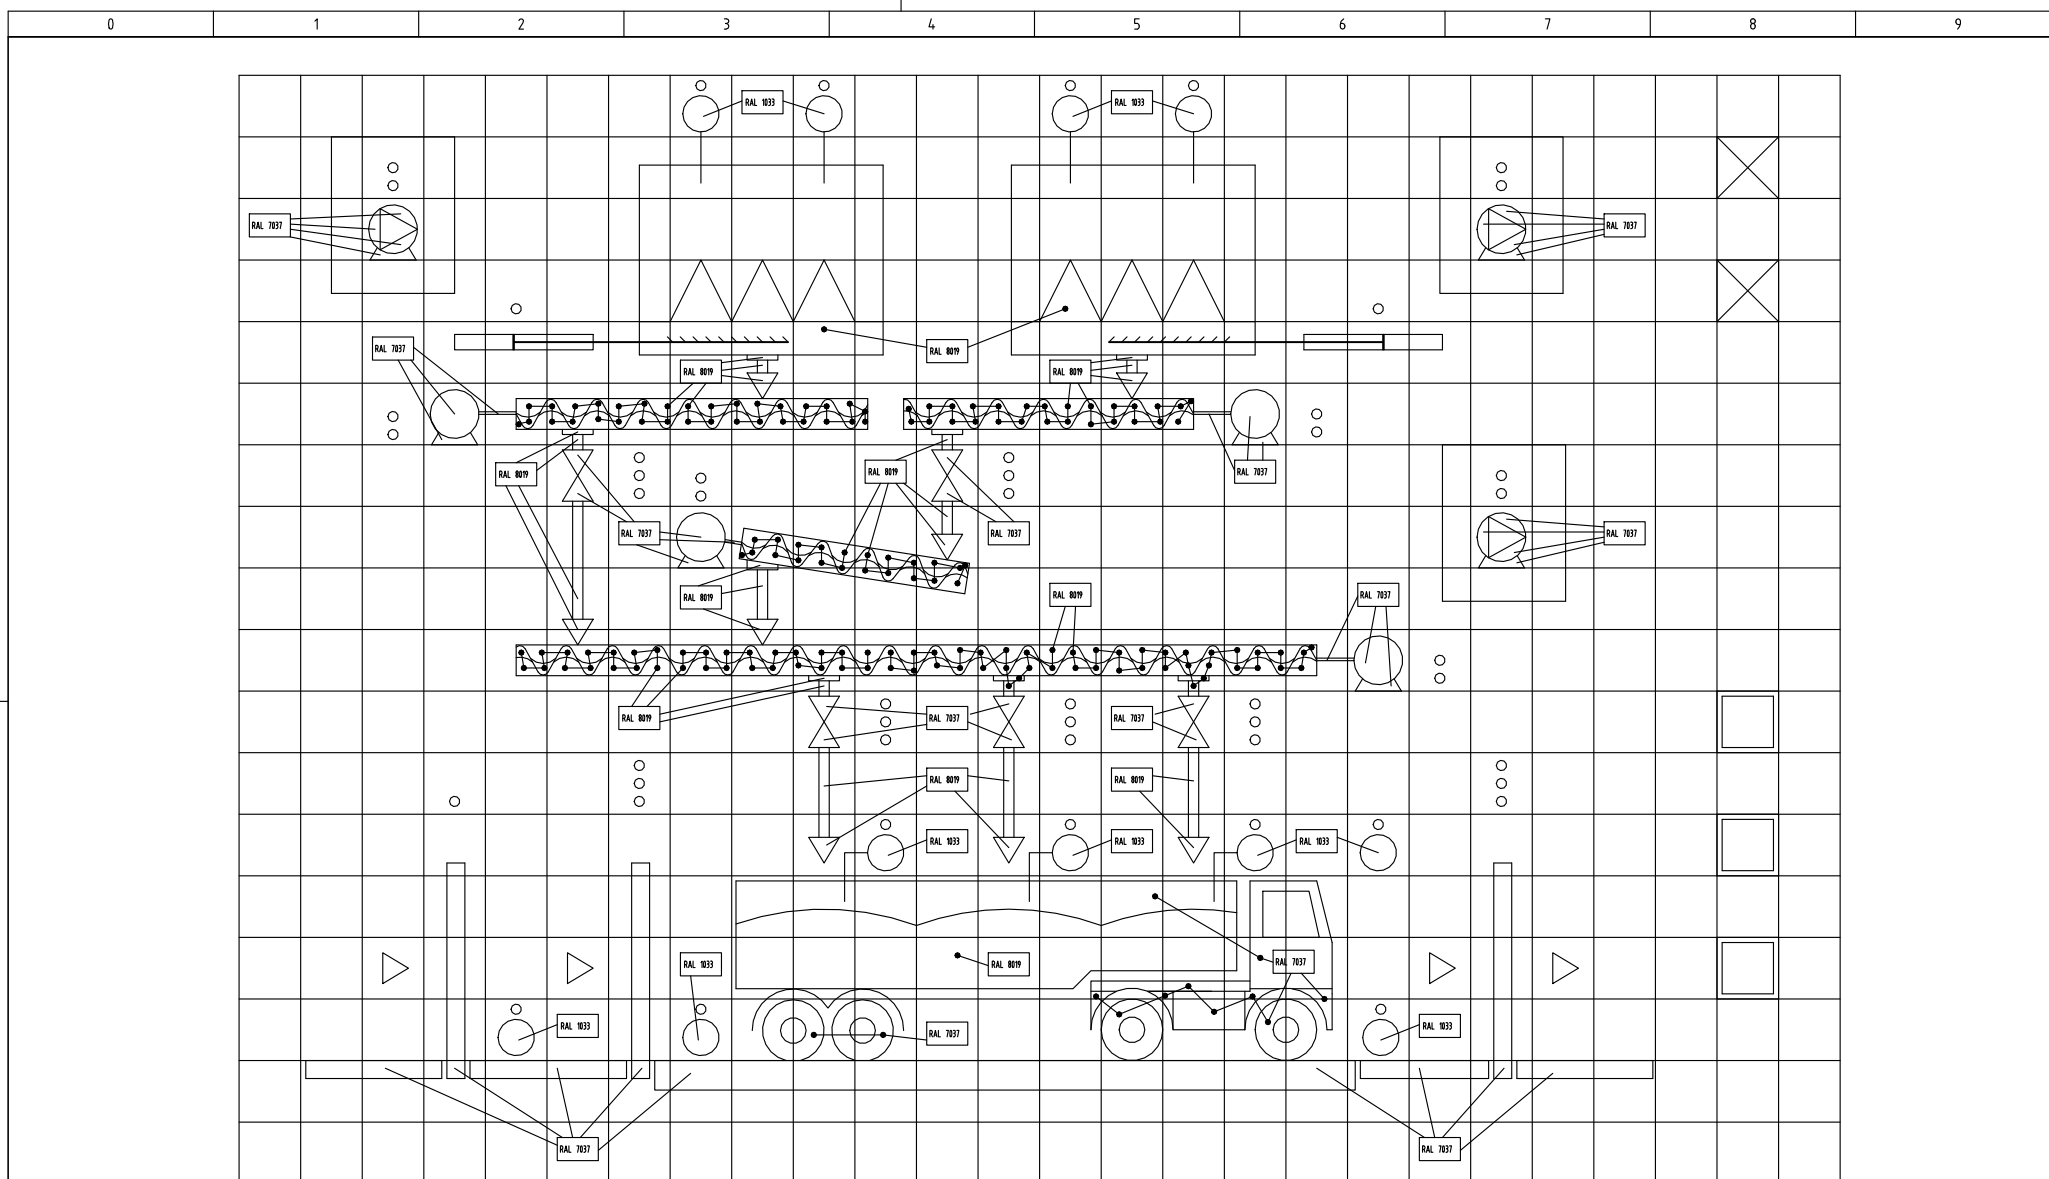 0 1 2 3 4 5 6 7 8 9
RAL 1033 RAL 1033
RAL 7037 RAL 7037
RAL 7037 RAL 8019
RAL 8019 RAL 8019
RAL 8019 RAL 8019 RAL 7037
RAL 7037 RAL 7037 RAL 7037
RAL 8019 RAL 8019 RAL 7037
RAL 8019 RAL 7037 RAL 7037
RAL 8019 RAL 8019
RAL 1033 RAL 1033 RAL 1033
RAL 1033 RAL 8019 RAL 7037
RAL 1033 RAL 7037 RAL 1033
RAL 7037 RAL 7037